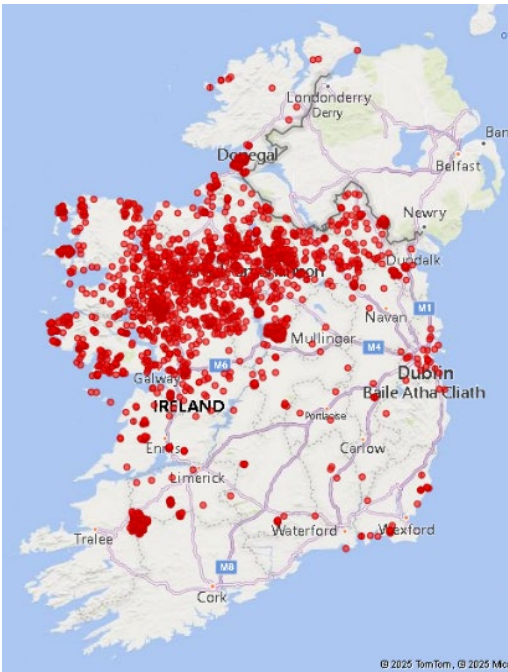 Londonderry
Derry
Ban
Belfast
Donegal
Newry
Dundalk
M1
Navan
Mullingar
M4
Dublin
Baile Atha Cliath
M6
Galway
IRELAND
Portlaoise
Ennis
Carlow
Limerick
Tralee
Waterford
Wexford
M8
Cork
© 2025 TomTom, © 2025 Mic